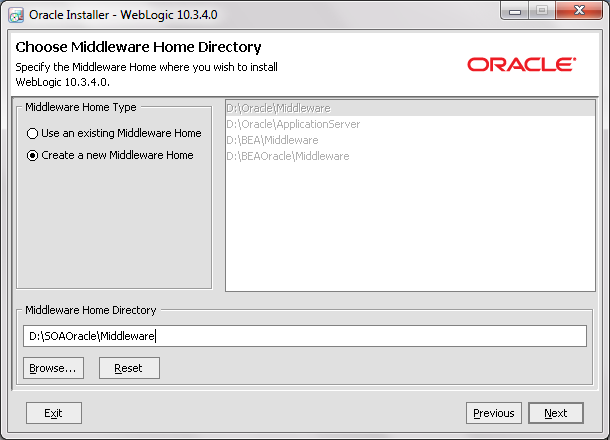 Oracle Installer - WebLogic 10.3.4.0
Choose Middleware Home Directory
Specify the Middleware Home where you wish to install
WebLogic 10.3.4.0.
ORACLE
Middleware Home Type
Use an existing Middleware Home
Create a new Middleware Home
D:\Oracle\Middleware
D:\Oracle\ApplicationServer
D:\BEA\Middleware
D:\BEAOracle\Middleware
Middleware Home Directory
D:\SOAOracle\Middleware
Browse... Reset
Exit Previous Next